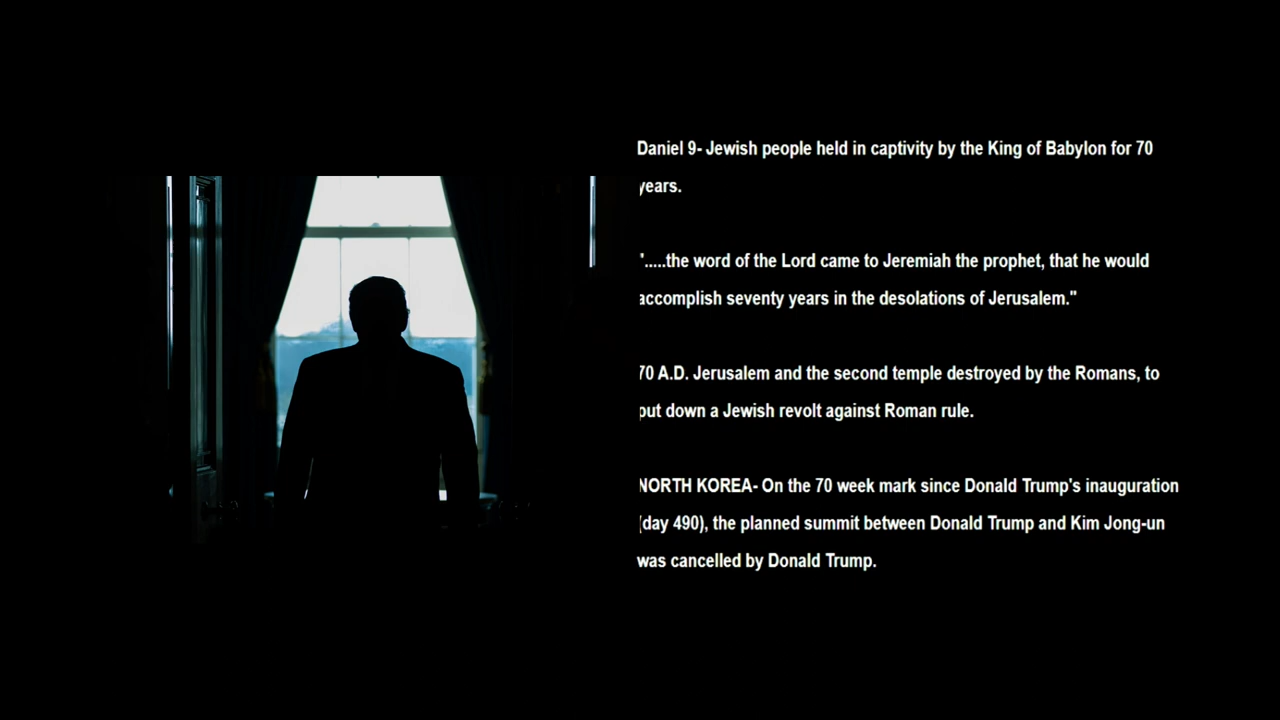 Daniel 9- Jewish people held in captivity by the King of Babylon for 70
years.
".....the word of the Lord came to Jeremiah the prophet, that he would
accomplish seventy years in the desolations of Jerusalem."
70 A.D. Jerusalem and the second temple destroyed by the Romans, to
put down a Jewish revolt against Roman rule.
NORTH KOREA- On the 70 week mark since Donald Trump's inauguration
(day 490), the planned summit between Donald Trump and Kim Jong-un
was cancelled by Donald Trump.